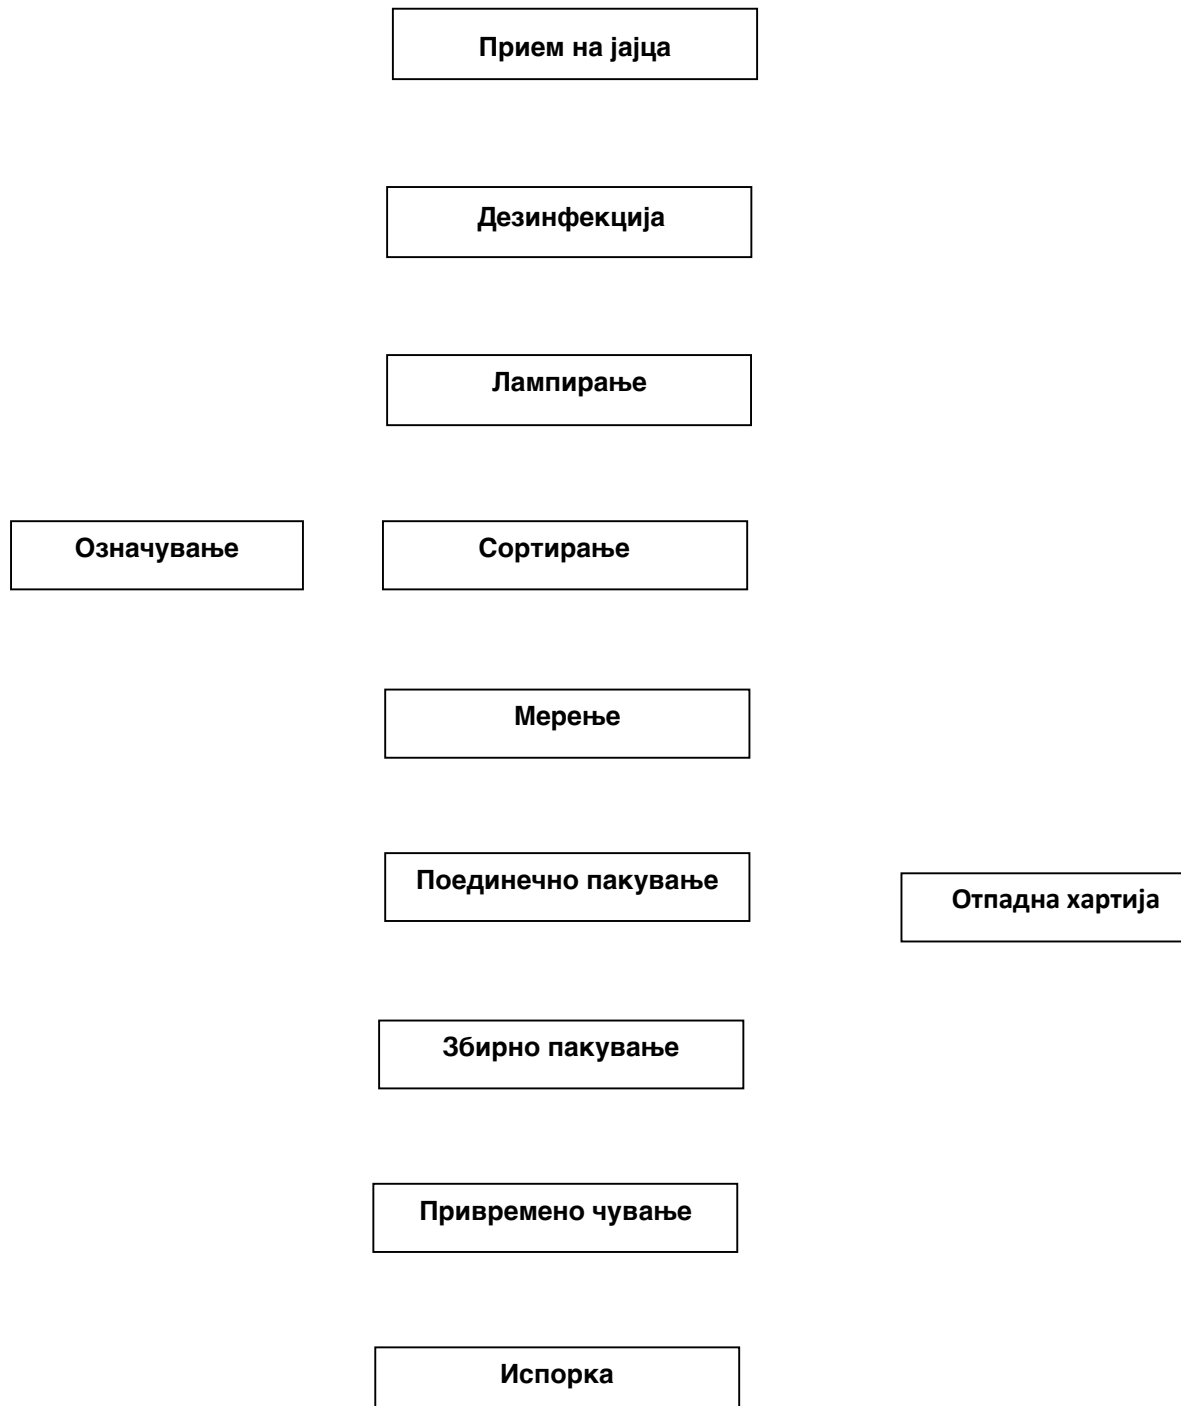 Прием на јајца
Дезинфекција
Лампирање
Означување
Сортирање
Мерење
Поединечно пакување
Отпадна хартија
Збирно пакување
Привремено чување
Испорка